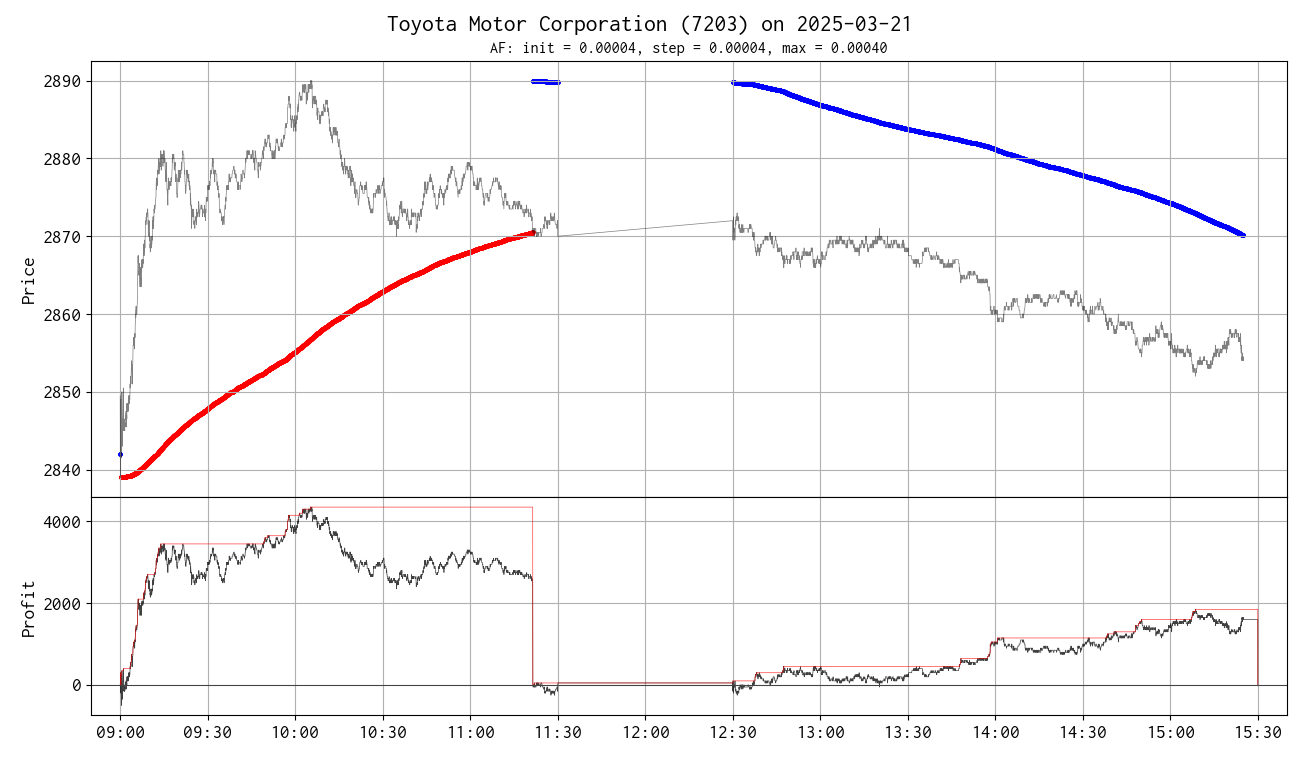 Toyota Motor Corporation (7203) on 2025-03-21
AF: init = 0.00004, step = 0.00004, max = 0.00040
Price
2890
2880
2870
2860
2850
2840
Profit
4000
2000
0
09:00 09:30 10:00 10:30 11:00 11:30 12:00 12:30 13:00 13:30 14:00 14:30 15:00 15:30